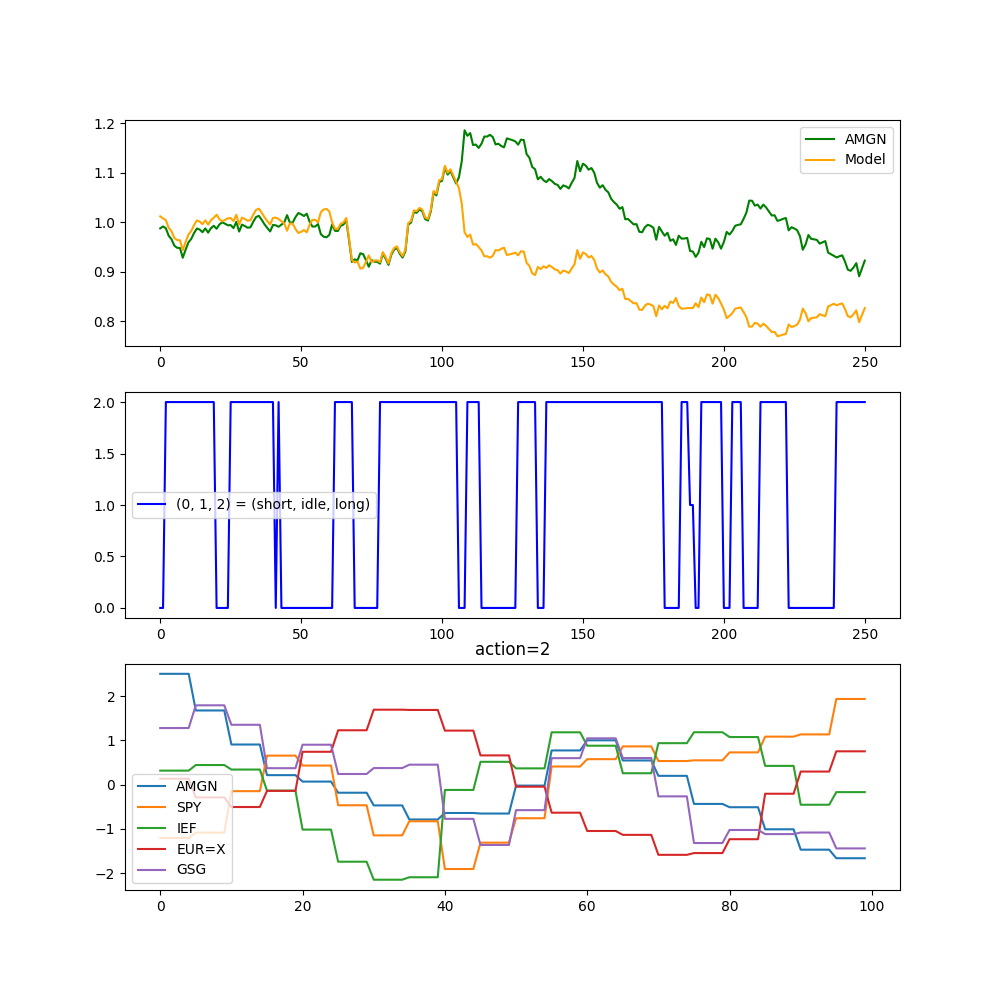 1.2
1.1
1.0
0.9
0.8
AMGN
Model
0 50 100 150 200 250
2.0
1.5
1.0
0.5
0.0
(0, 1, 2) = (short, idle, long)
0 50 100 150 200 250
action=2
2
1
0
−1
−2
AMGN
SPY
IEF
EUR=X
GSG
0 20 40 60 80 100